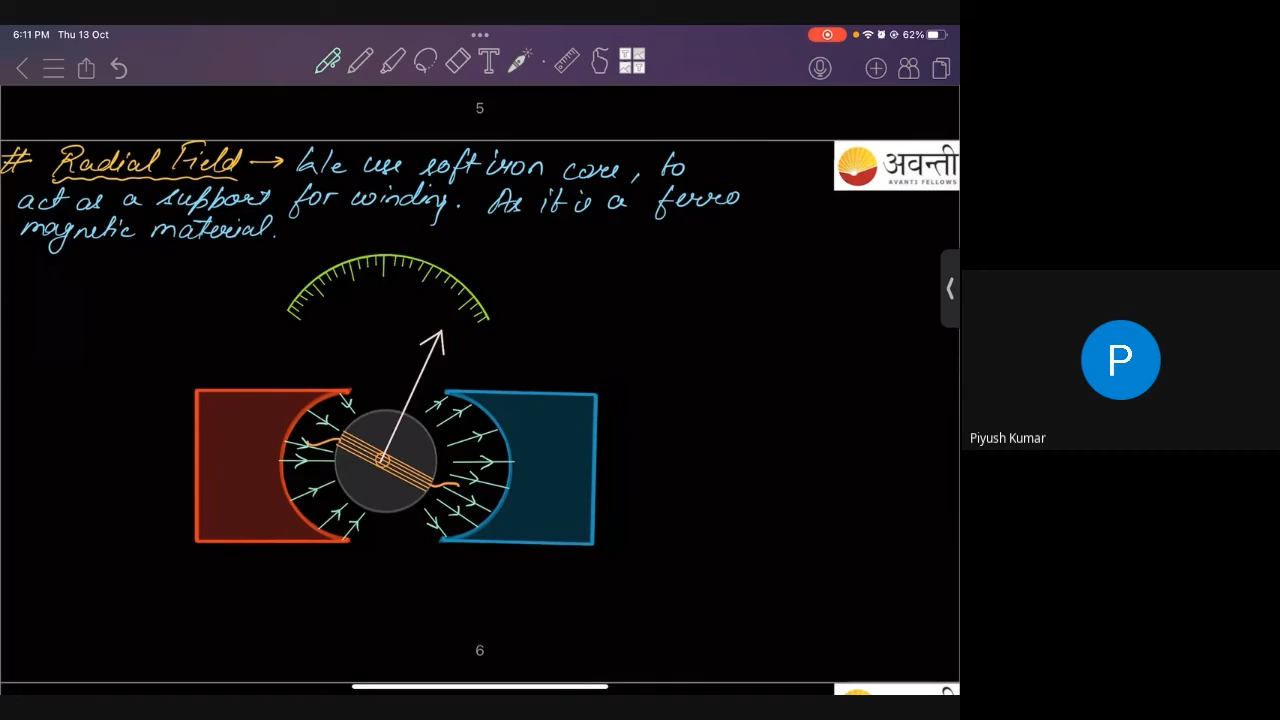 6:11 PM Thu 13 Oct
62%
5
# Radial Field → We use soft iron core, to
act as a support for winding. As it is a ferro
magnetic material.
अवन्ती
AVANTI FELLOWS
P
Piyush Kumar
6